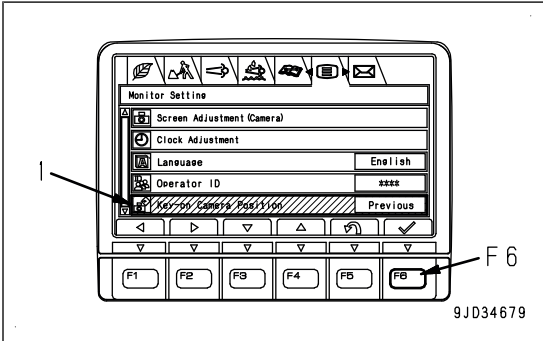 Monitor Setting
Screen Adjustment (Camera)
Clock Adjustment
Language English
Operator ID ****
Key-on Camera Position Previous
1
F1 F2 F3 F4 F5 F6
F6
9JD34679